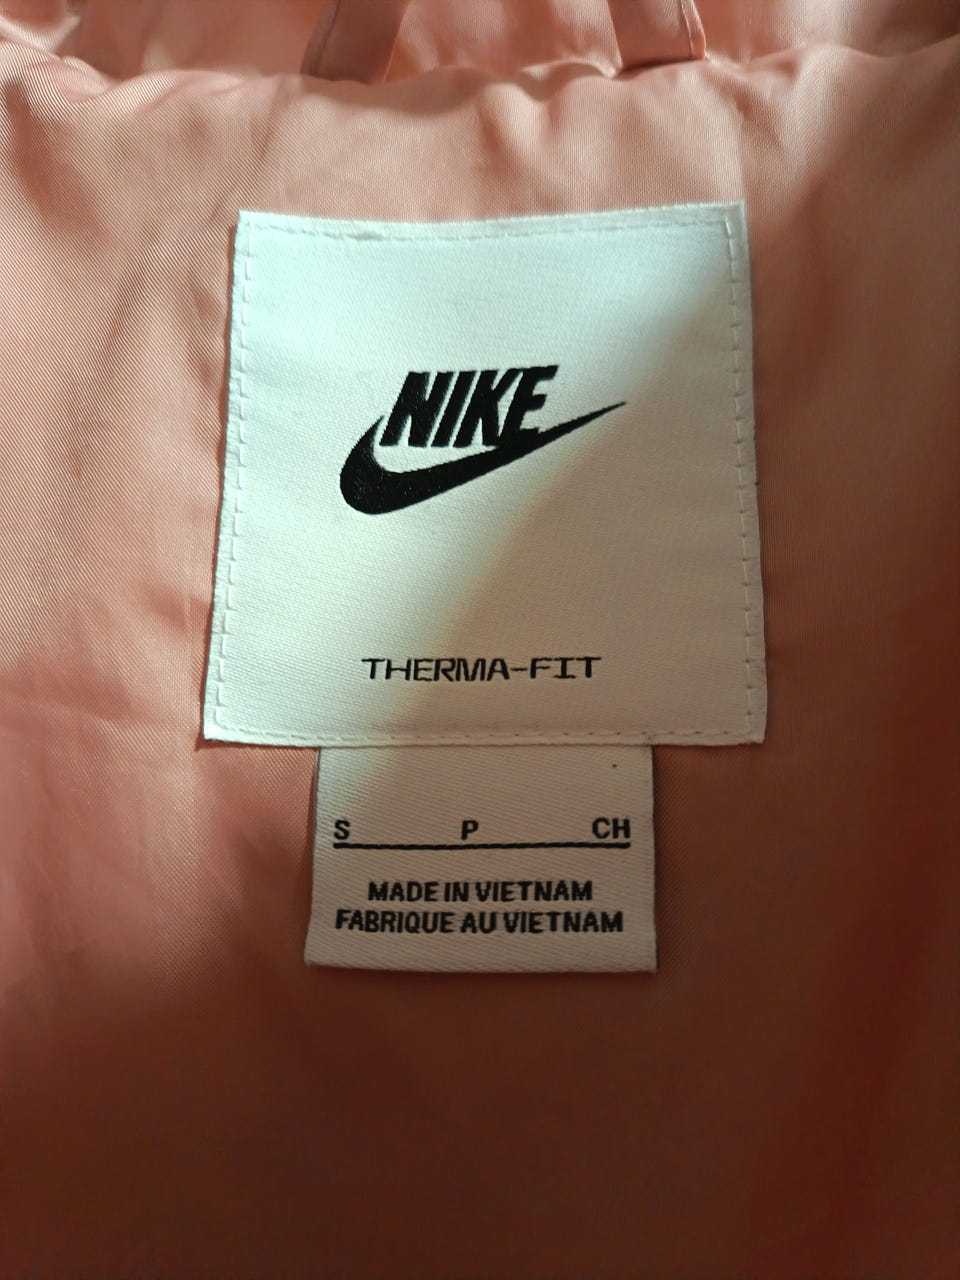 NIKE
THERMA-FIT
S P CH
MADE IN VIETNAM
FABRIQUE AU VIETNAM